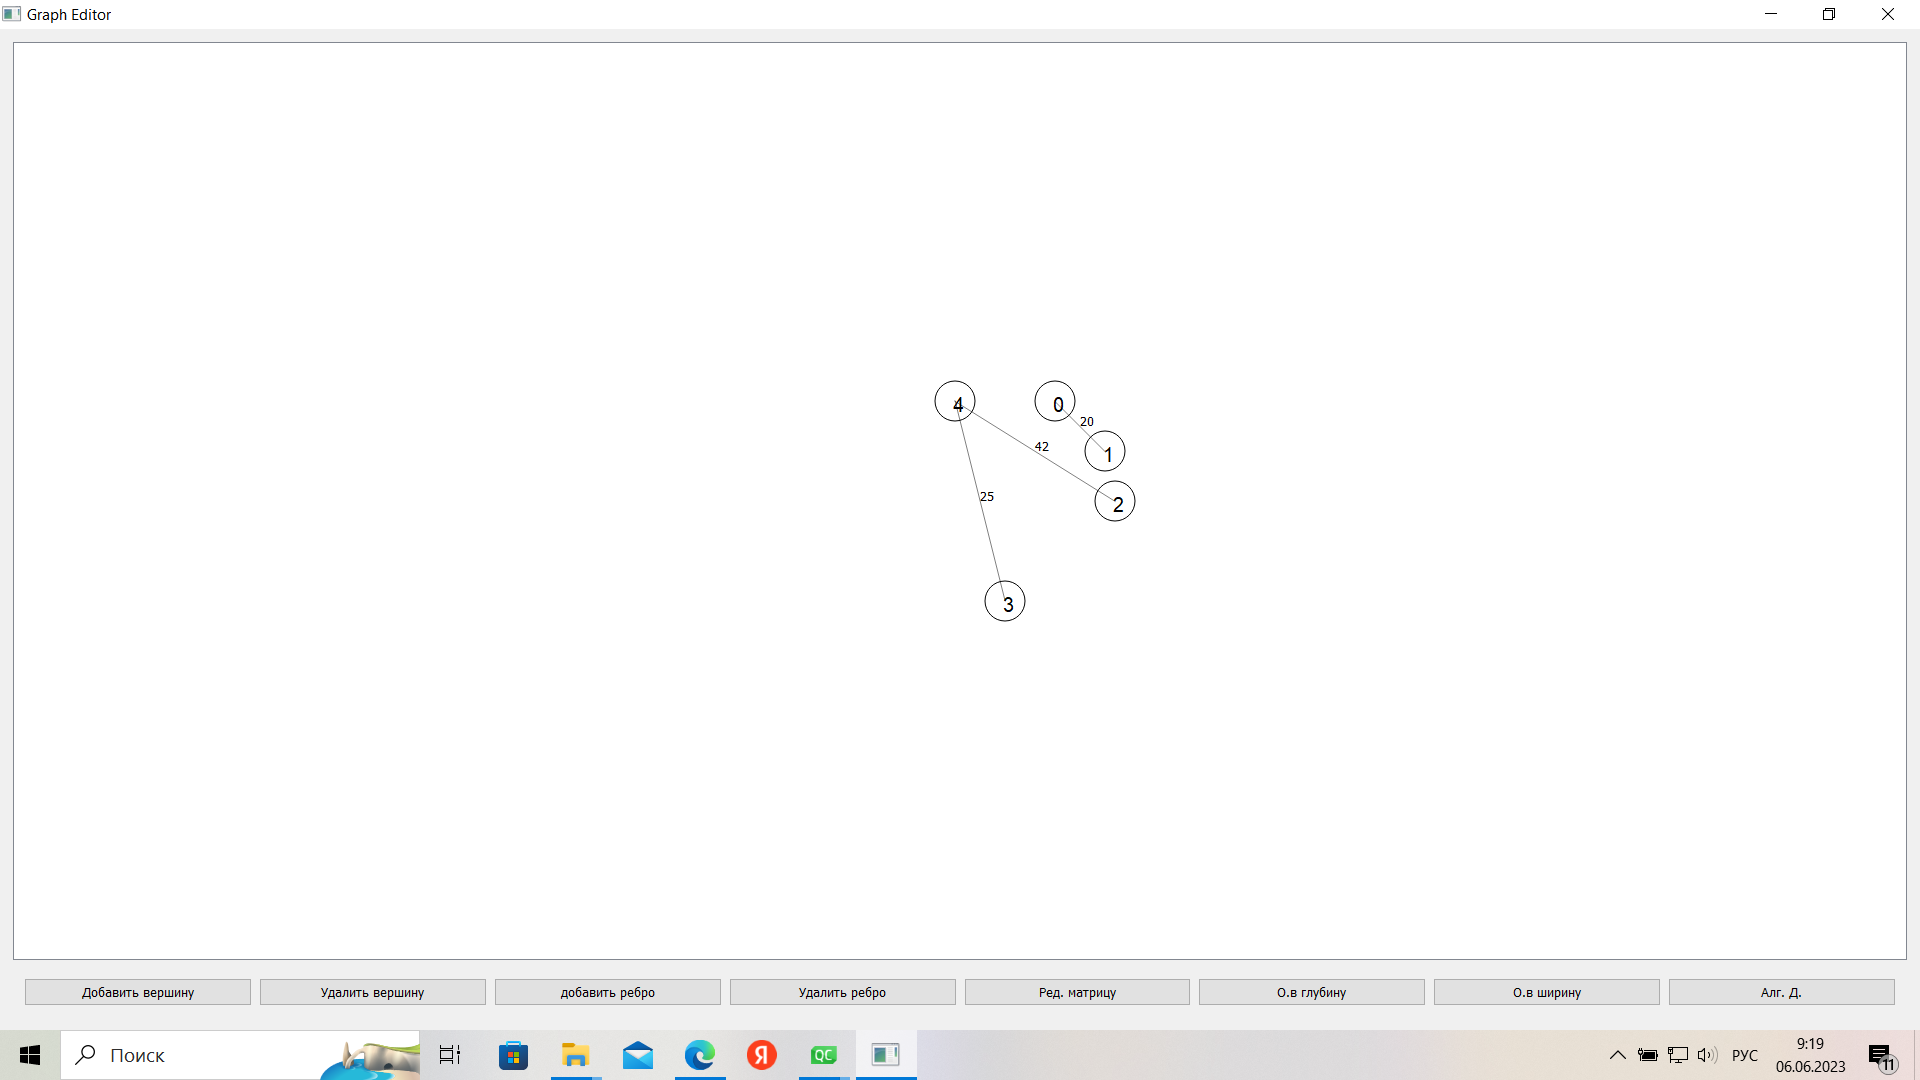 Graph Editor
4
0
20
1
42
2
25
3
Добавить вершину
Удалить вершину
добавить ребро
Удалить ребро
Ред. матрицу
О.в глубину
О.в ширину
Алг. Д.
Поиск
Я
QC
РУС
9:19
06.06.2023
11